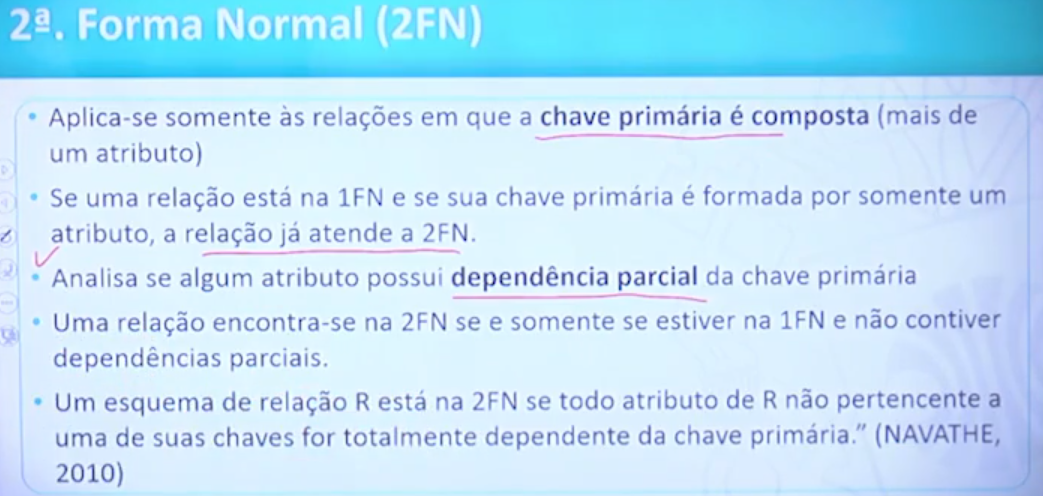 2ª. Forma Normal (2FN)
• Aplica-se somente às relações em que a chave primária é composta (mais de
um atributo)
• Se uma relação está na 1FN e se sua chave primária é formada por somente um
atributo, a relação já atende a 2FN.
• Analisa se algum atributo possui dependência parcial da chave primária
• Uma relação encontra-se na 2FN se e somente se estiver na 1FN e não contiver
dependências parciais.
• Um esquema de relação R está na 2FN se todo atributo de R não pertencente a
uma de suas chaves for totalmente dependente da chave primária.” (NAVATHE,
2010)